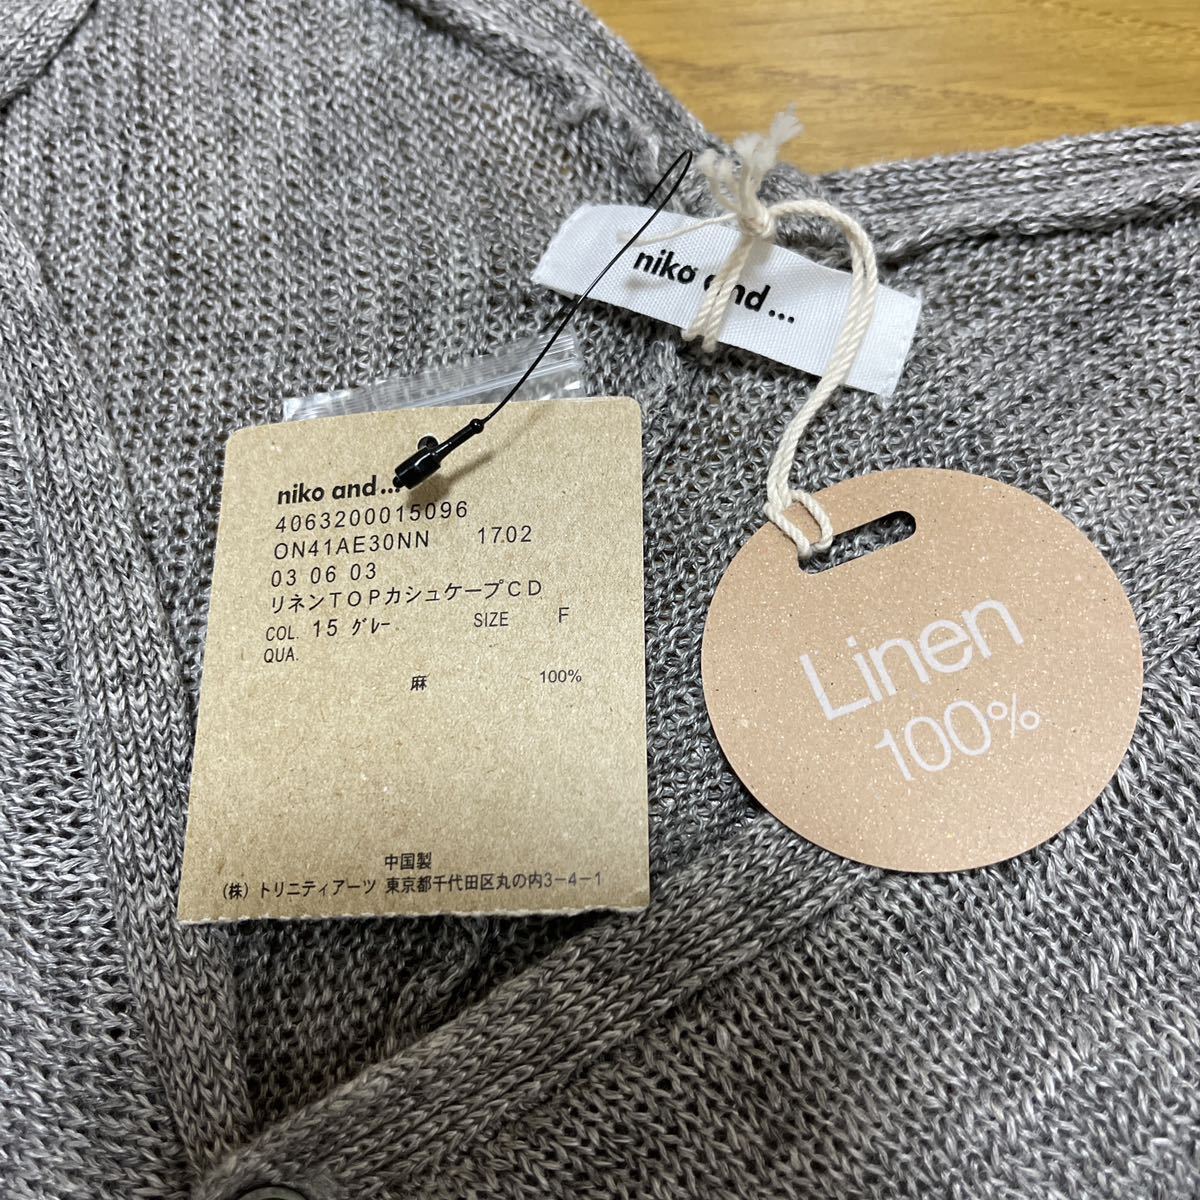 niko and...
niko and...
4063200015096
ON41AE30NN 17.02
03 06 03
リネンTOPカシュケープCD
COL. 15 グレー SIZE F
QUA.
麻 100%
中国製
(株)トリニティアーツ 東京都千代田区丸の内3-4-1
Linen
100%